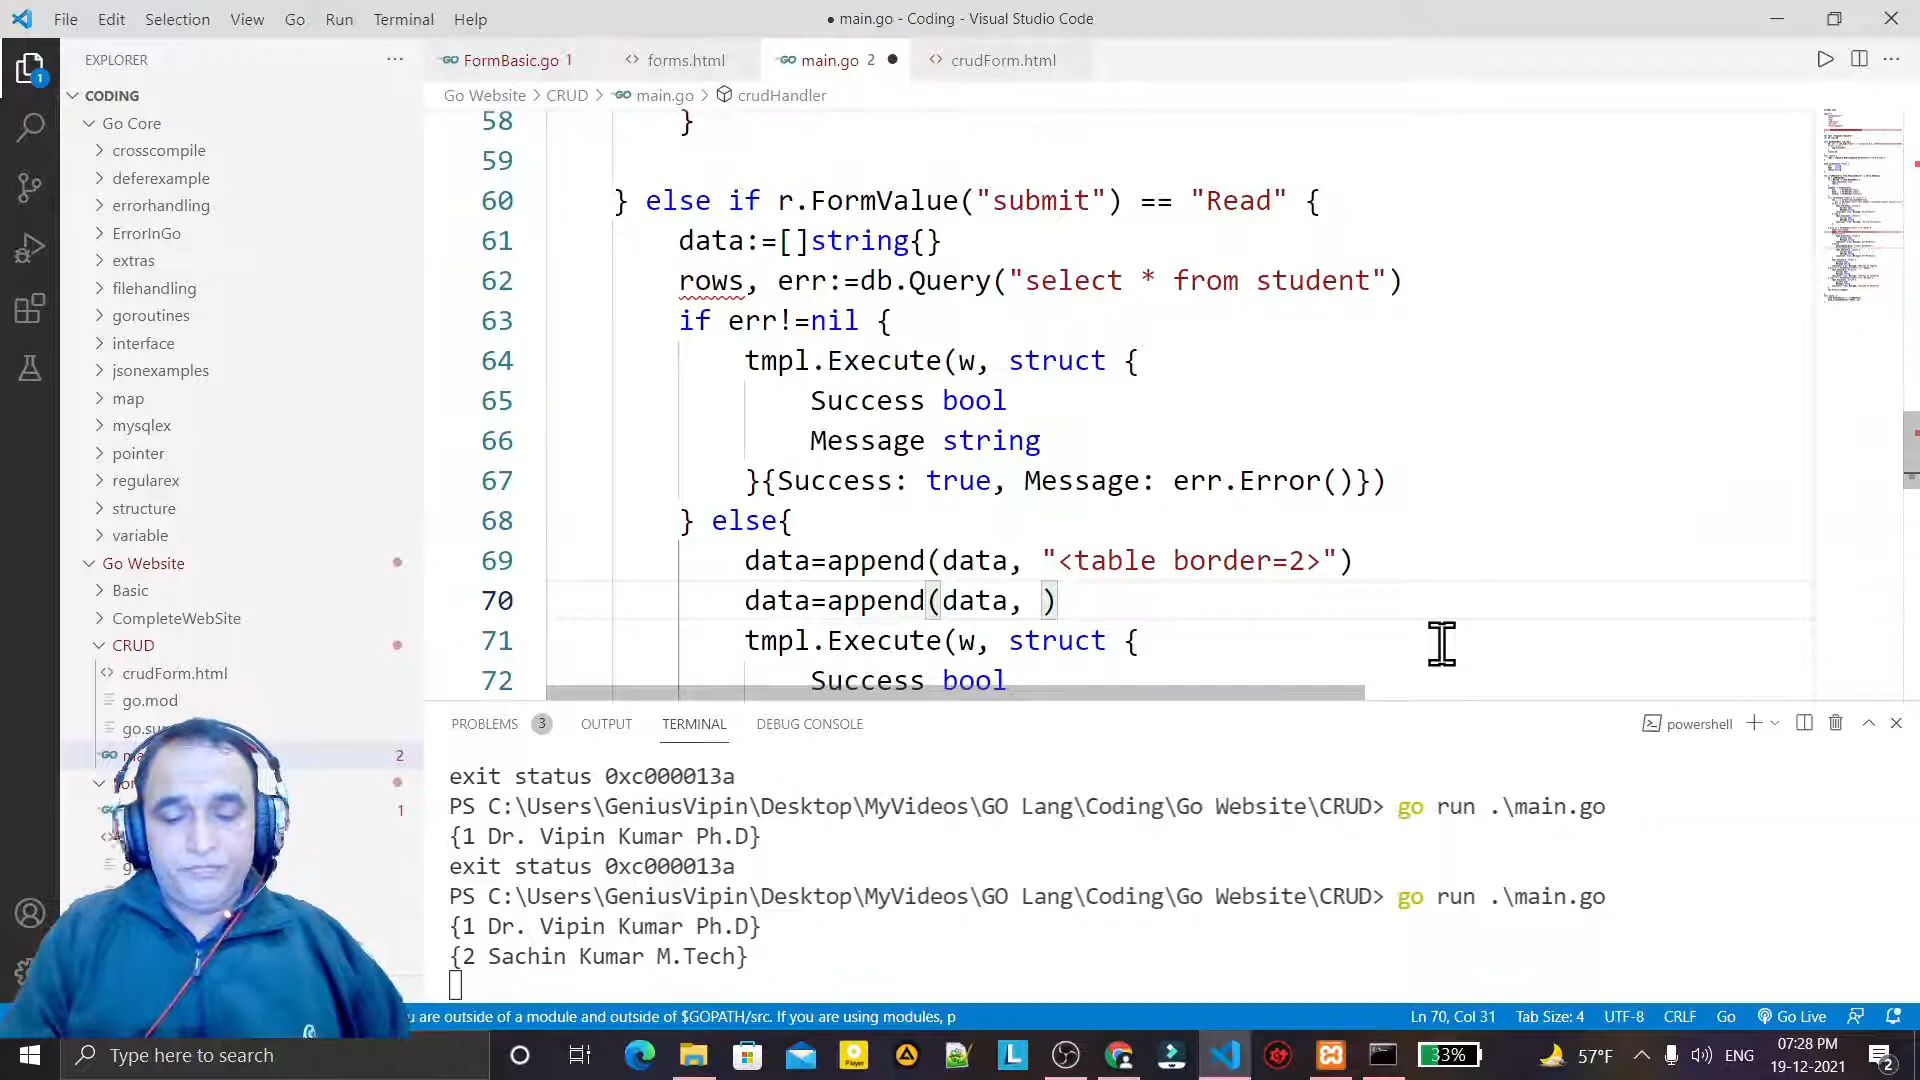 File Edit Selection View Go Run Terminal Help
● main.go - Coding - Visual Studio Code
EXPLORER
FormBasic.go 1
forms.html
main.go 2
crudForm.html
Go Website > CRUD > main.go > crudHandler
CODING
Go Core
crosscompile
deferexample
errorhandling
ErrorInGo
extras
filehandling
goroutines
interface
jsonexamples
map
mysqlex
pointer
regularex
structure
variable
Go Website
Basic
CompleteWebSite
CRUD
crudForm.html
go.mod
2
1
58 }
59
60 } else if r.FormValue("submit") == "Read" {
61 data:=[]string{}
62 rows, err:=db.Query("select * from student")
63 if err!=nil {
64 tmpl.Execute(w, struct {
65 Success bool
66 Message string
67 }{Success: true, Message: err.Error()})
68 } else{
69 data=append(data, "<table border=2>")
70 data=append(data, )
71 tmpl.Execute(w, struct {
72 Success bool
PROBLEMS 3 OUTPUT TERMINAL DEBUG CONSOLE
powershell
exit status 0xc000013a
PS C:\Users\GeniusVipin\Desktop\MyVideos\GO Lang\Coding\Go Website\CRUD> go run .\main.go
{1 Dr. Vipin Kumar Ph.D}
exit status 0xc000013a
PS C:\Users\GeniusVipin\Desktop\MyVideos\GO Lang\Coding\Go Website\CRUD> go run .\main.go
{1 Dr. Vipin Kumar Ph.D}
{2 Sachin Kumar M.Tech}
are outside of a module and outside of $GOPATH/src. If you are using modules, p
Ln 70, Col 31 Tab Size: 4 UTF-8 CRLF Go Go Live
Type here to search
33%
57°F
ENG
07:28 PM
19-12-2021
2